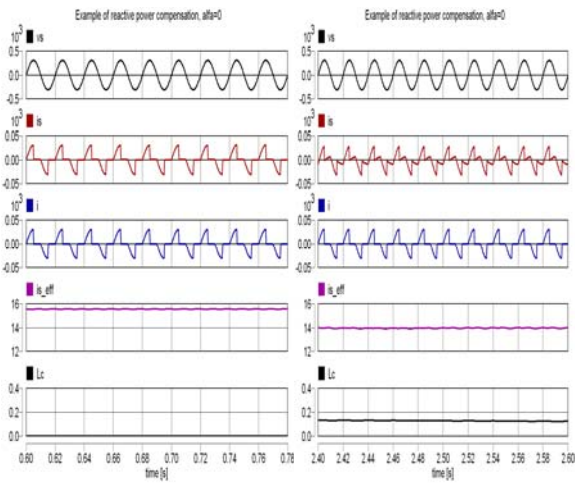 Example of reactive power compensation, alfa=0
10³ vs
0.5
0.0
-0.5
10³ is
0.05
0.00
-0.05
10³ i
0.05
0.00
-0.05
is_eff
16
14
12
Lc
0.4
0.2
0.0
0.60 0.62 0.64 0.66 0.68 0.70 0.72 0.74 0.76 0.78
time [s]
Example of reactive power compensation, alfa=0
10³ vs
0.5
0.0
-0.5
10³ is
0.05
0.00
-0.05
10³ i
0.05
0.00
-0.05
is_eff
16
14
12
Lc
0.4
0.2
0.0
2.40 2.42 2.44 2.46 2.48 2.50 2.52 2.54 2.56 2.58 2.60
time [s]